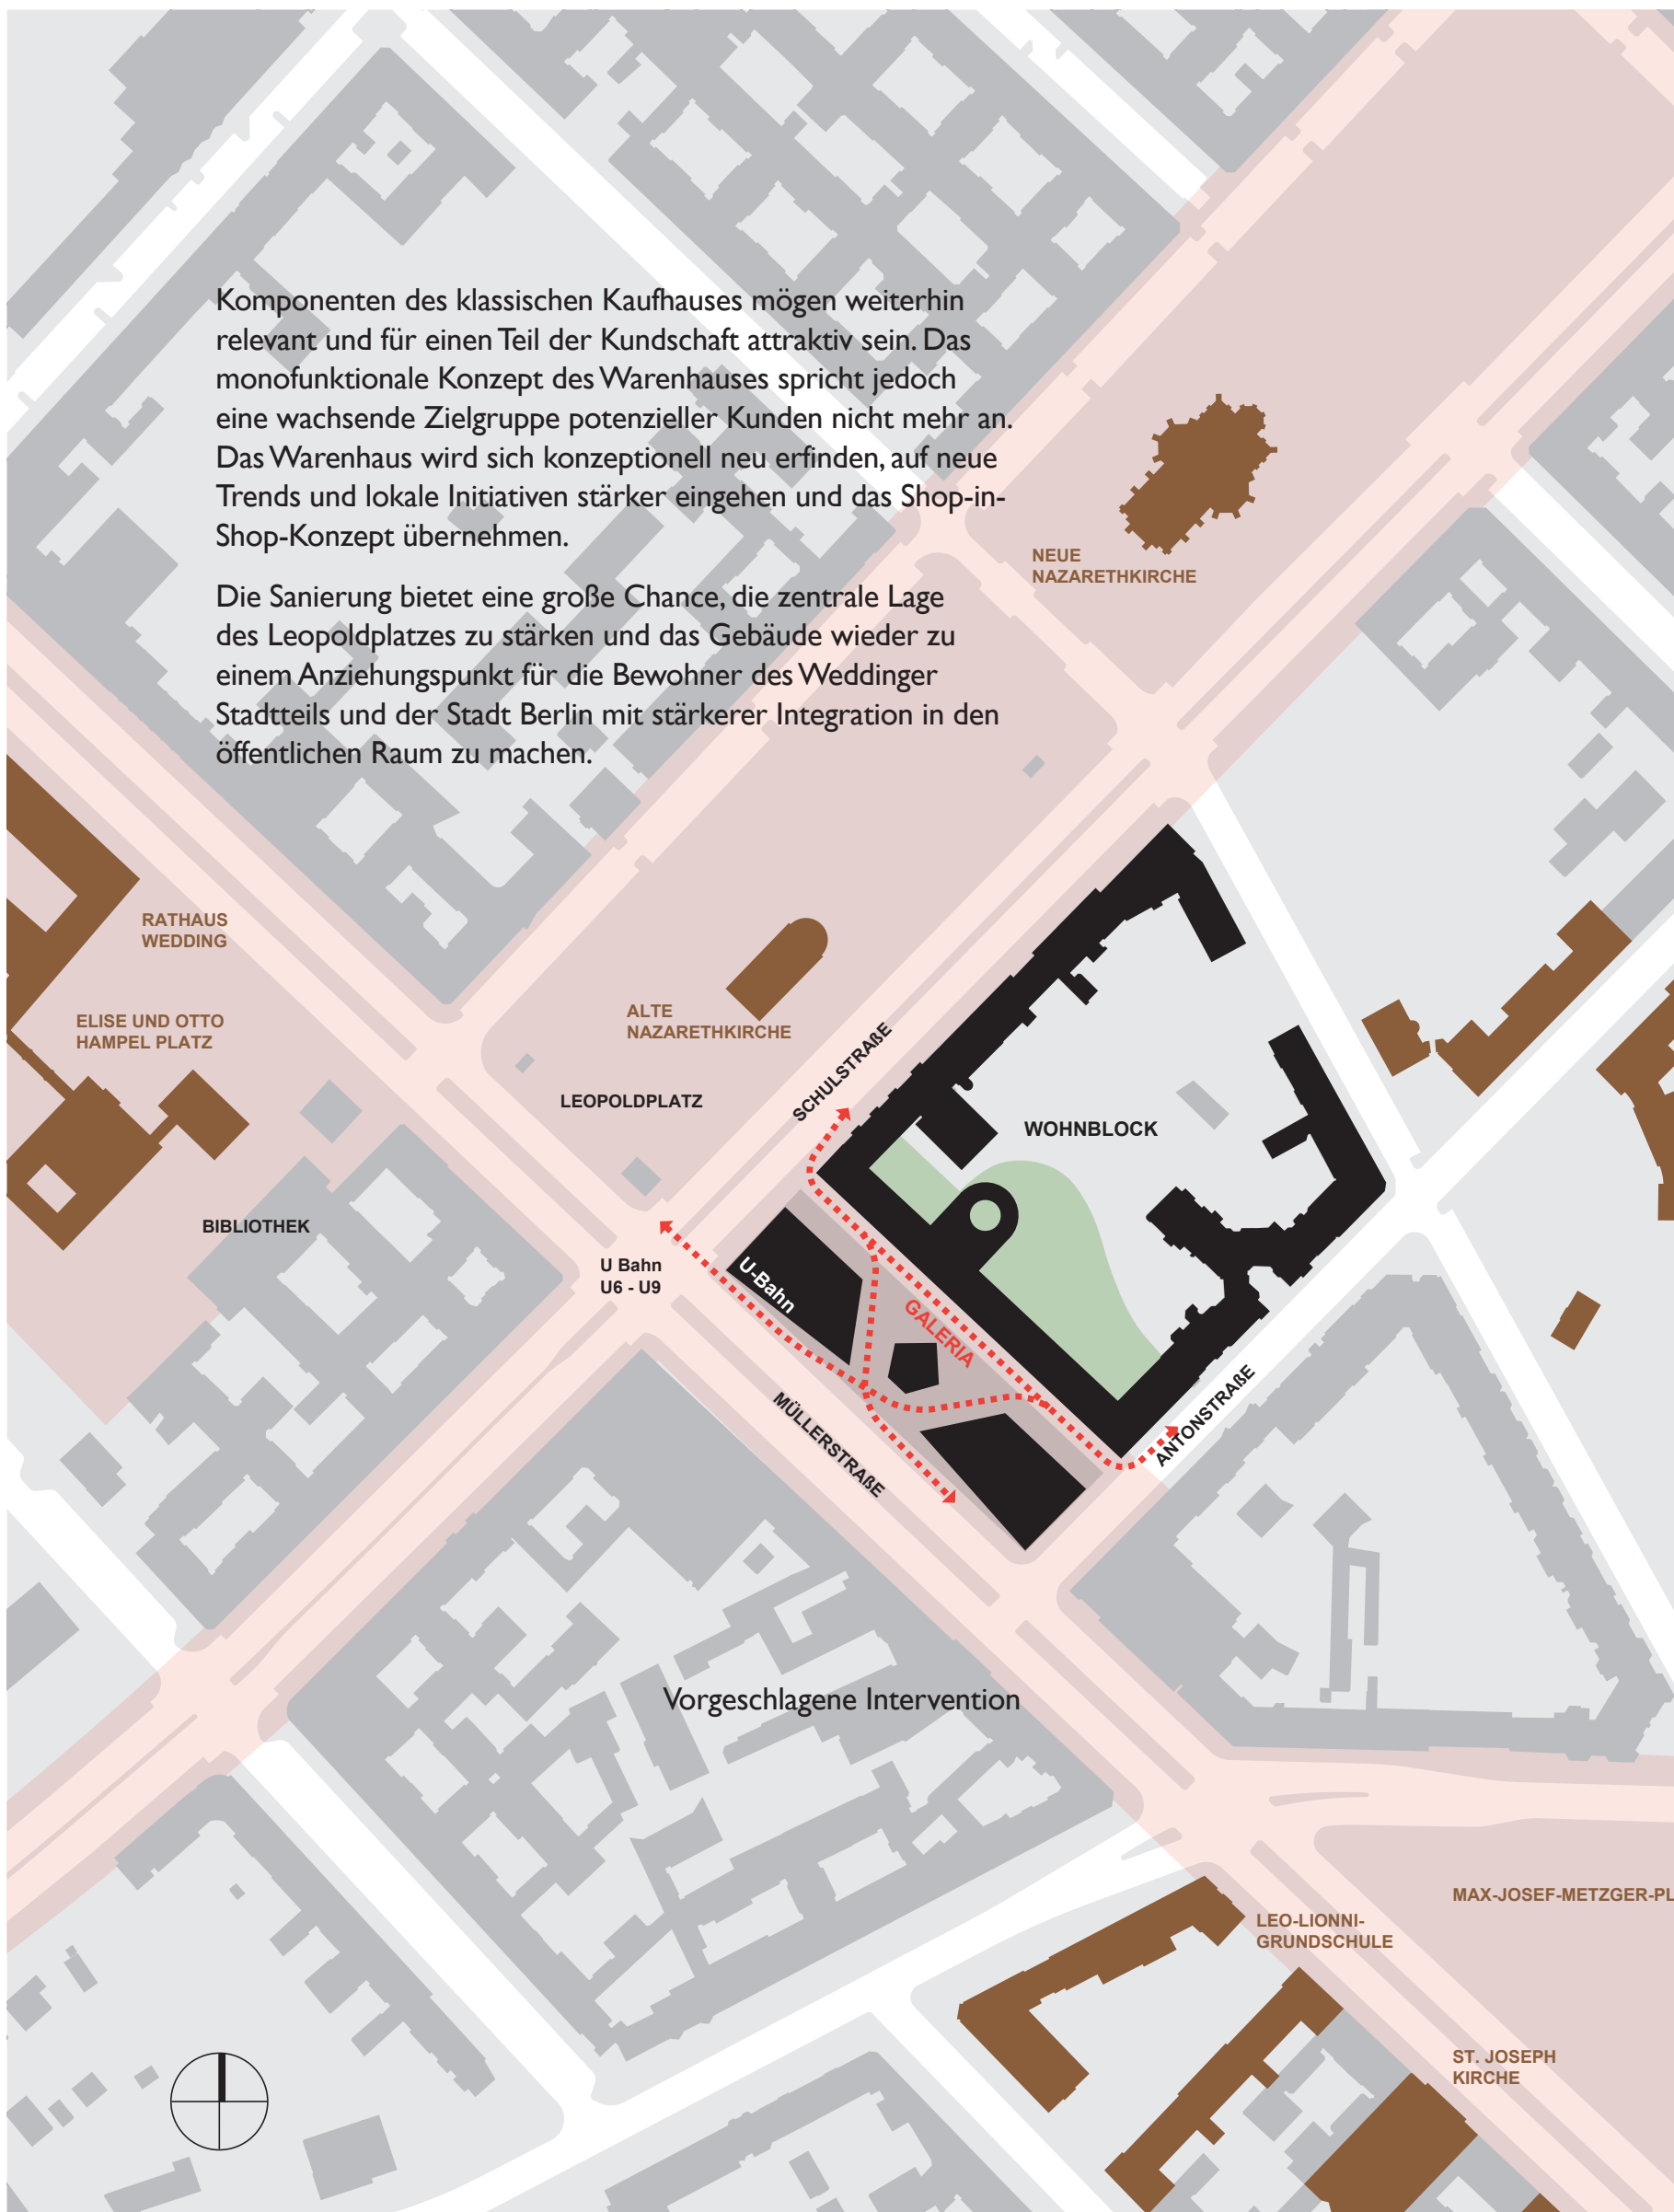 Komponenten des klassischen Kaufhauses mögen weiterhin
relevant und für einen Teil der Kundschaft attraktiv sein. Das
monofunktionale Konzept des Warenhauses spricht jedoch
eine wachsende Zielgruppe potenzieller Kunden nicht mehr an.
Das Warenhaus wird sich konzeptionell neu erfinden, auf neue
Trends und lokale Initiativen stärker eingehen und das Shop-in-
Shop-Konzept übernehmen.
Die Sanierung bietet eine große Chance, die zentrale Lage
des Leopoldplatzes zu stärken und das Gebäude wieder zu
einem Anziehungspunkt für die Bewohner des Weddinger
Stadtteils und der Stadt Berlin mit stärkerer Integration in den
öffentlichen Raum zu machen.
NEUE
NAZARETHKIRCHE
RATHAUS
WEDDING
ELISE UND OTTO
HAMPEL PLATZ
ALTE
NAZARETHKIRCHE
LEOPOLDPLATZ
SCHULSTRAßE
WOHNBLOCK
BIBLIOTHEK
U Bahn
U6 - U9
U-Bahn
GALERIA
MÜLLERSTRAßE
ANTONSTRAßE
Vorgeschlagene Intervention
MAX-JOSEF-METZGER-PL
LEO-LIONNI-
GRUNDSCHULE
ST. JOSEPH
KIRCHE